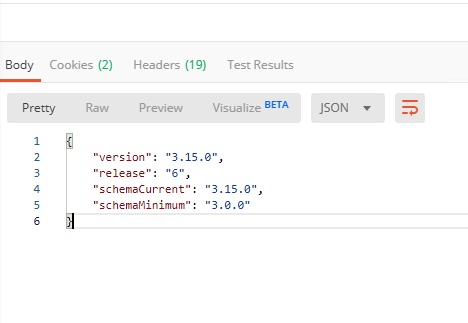 Body Cookies (2) Headers (19) Test Results
Pretty Raw Preview Visualize BETA JSON
1 {
2 "version": "3.15.0",
3 "release": "6",
4 "schemaCurrent": "3.15.0",
5 "schemaMinimum": "3.0.0"
6 }